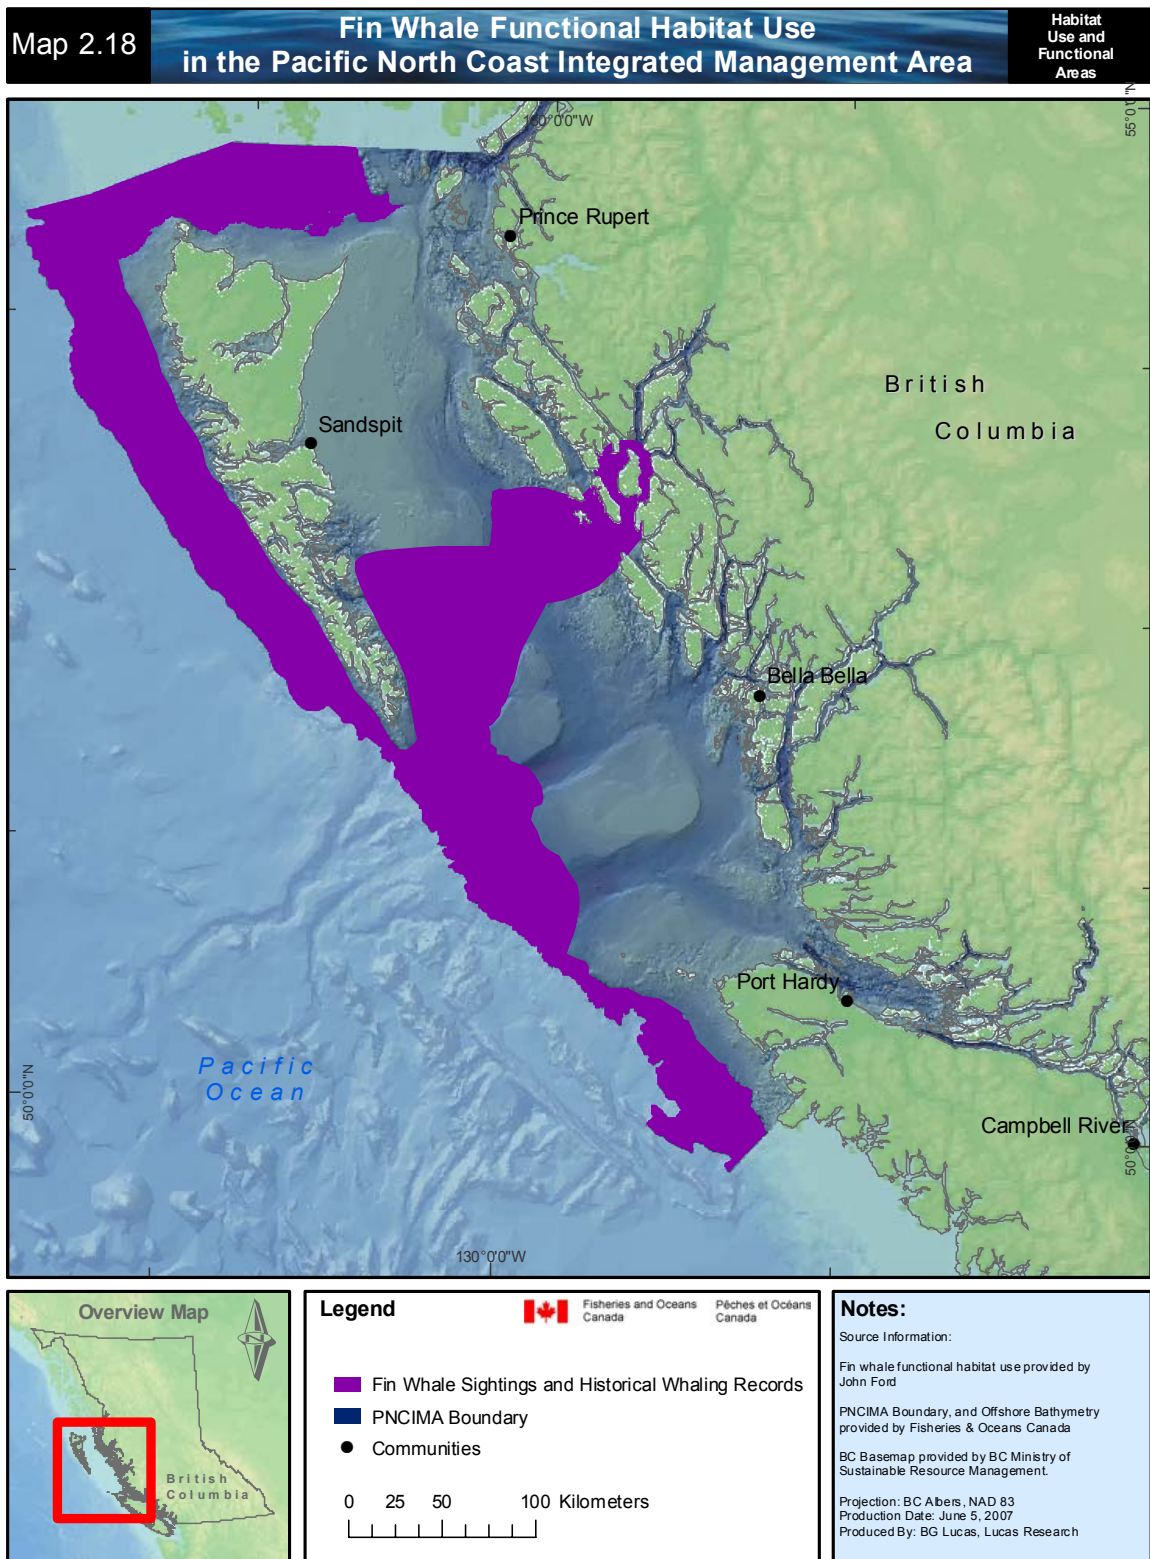 Map 2.18
Fin Whale Functional Habitat Use
in the Pacific North Coast Integrated Management Area
Habitat
Use and
Functional
Areas
130°0'0"W
55°0'0"N
Prince Rupert
British
Columbia
Sandspit
Bella Bella
Port Hardy
Pacific
Ocean
50°0'0"N
Campbell River
50°0'0"N
130°0'0"W
Overview Map
N
British
Columbia
Legend
Fisheries and Oceans
Canada
Pêches et Océans
Canada
Fin Whale Sightings and Historical Whaling Records
PNCIMA Boundary
Communities
0 25 50 100 Kilometers
Notes:
Source Information:
Fin whale functional habitat use provided by
John Ford
PNCIMA Boundary, and Offshore Bathymetry
provided by Fisheries & Oceans Canada
BC Basemap provided by BC Ministry of
Sustainable Resource Management.
Projection: BC Albers, NAD 83
Production Date: June 5, 2007
Produced By: BG Lucas, Lucas Research